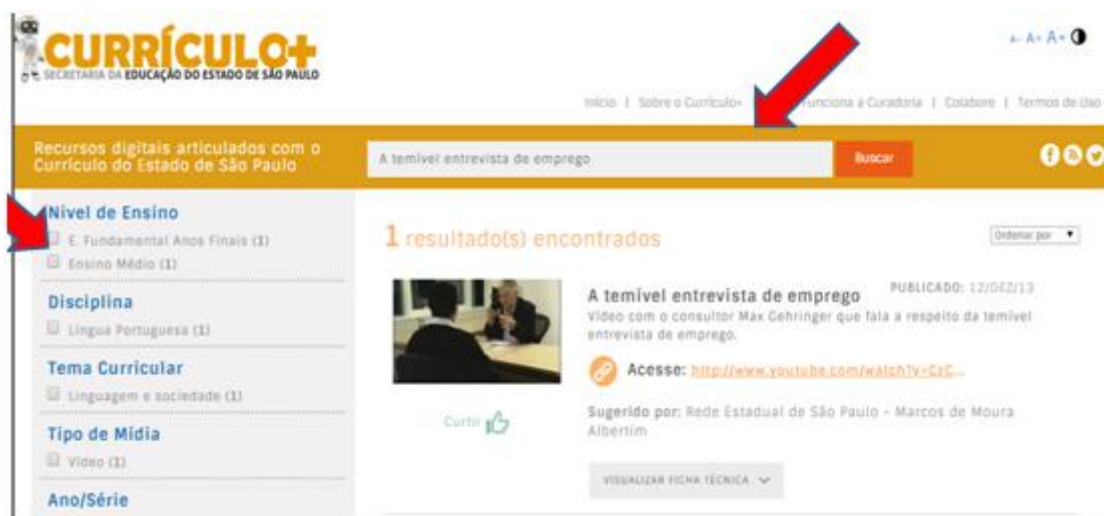 CURRÍCULO+
SECRETARIA DA EDUCAÇÃO DO ESTADO DE SÃO PAULO
A- A+ A+
Início | Sobre o Currículo+ Funciona a Curadoria | Colabore | Termos de Uso
Recursos digitais articulados com o
Currículo do Estado de São Paulo
A temível entrevista de emprego
Buscar
Nível de Ensino
E. Fundamental Anos Finais (1)
Ensino Médio (1)
Disciplina
Língua Portuguesa (1)
Tema Curricular
Linguagem e sociedade (1)
Tipo de Mídia
Vídeo (1)
Ano/Série
1 resultado(s) encontrados
Ordenar por
A temível entrevista de emprego
PUBLICADO: 12/DEZ/13
Vídeo com o consultor Max Gehringer que fala a respeito da temível
entrevista de emprego.
Acesse: http://www.youtube.com/watch?v=CzC...
Sugerido por: Rede Estadual de São Paulo - Marcos de Moura
Albertim
Curtir
VISUALIZAR FICHA TÉCNICA